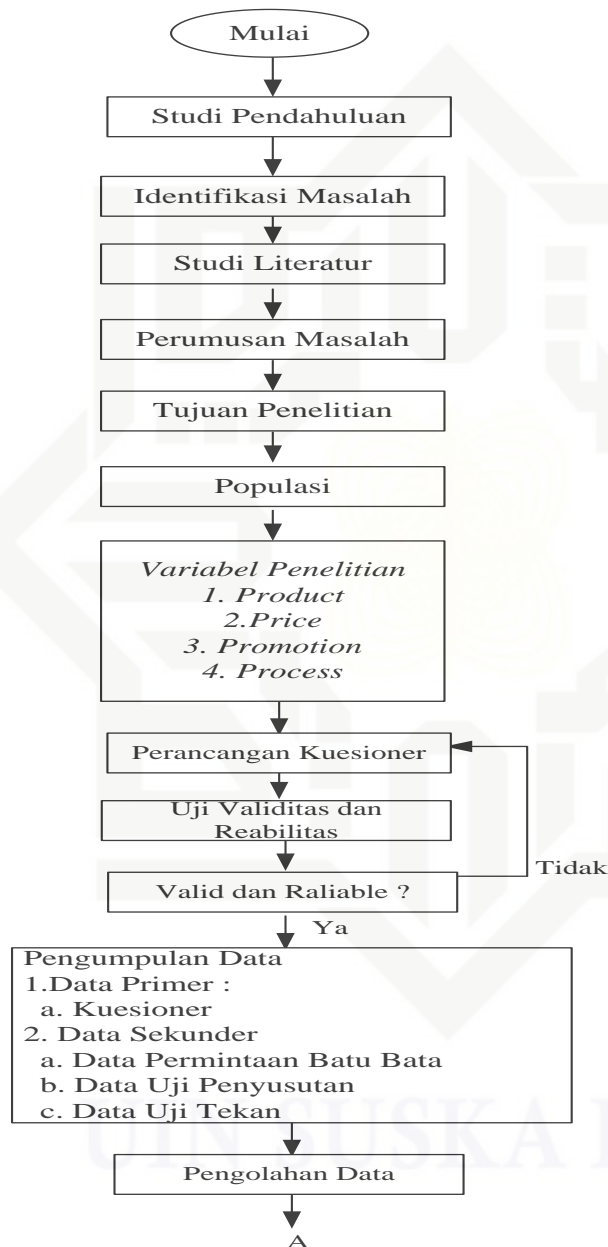 Mulai
Studi Pendahuluan
Identifikasi Masalah
Studi Literatur
Perumusan Masalah
Tujuan Penelitian
Populasi
Variabel Penelitian
1. Product
2.Price
3. Promotion
4. Process
Perancangan Kuesioner
Uji Validitas dan
Reabilitas
Tidak
Valid dan Raliable ?
Ya
Pengumpulan Data
1.Data Primer :
a. Kuesioner
2. Data Sekunder
a. Data Permintaan Batu Bata
b. Data Uji Penyusutan
c. Data Uji Tekan
UIN SUSKA
Pengolahan Data
A